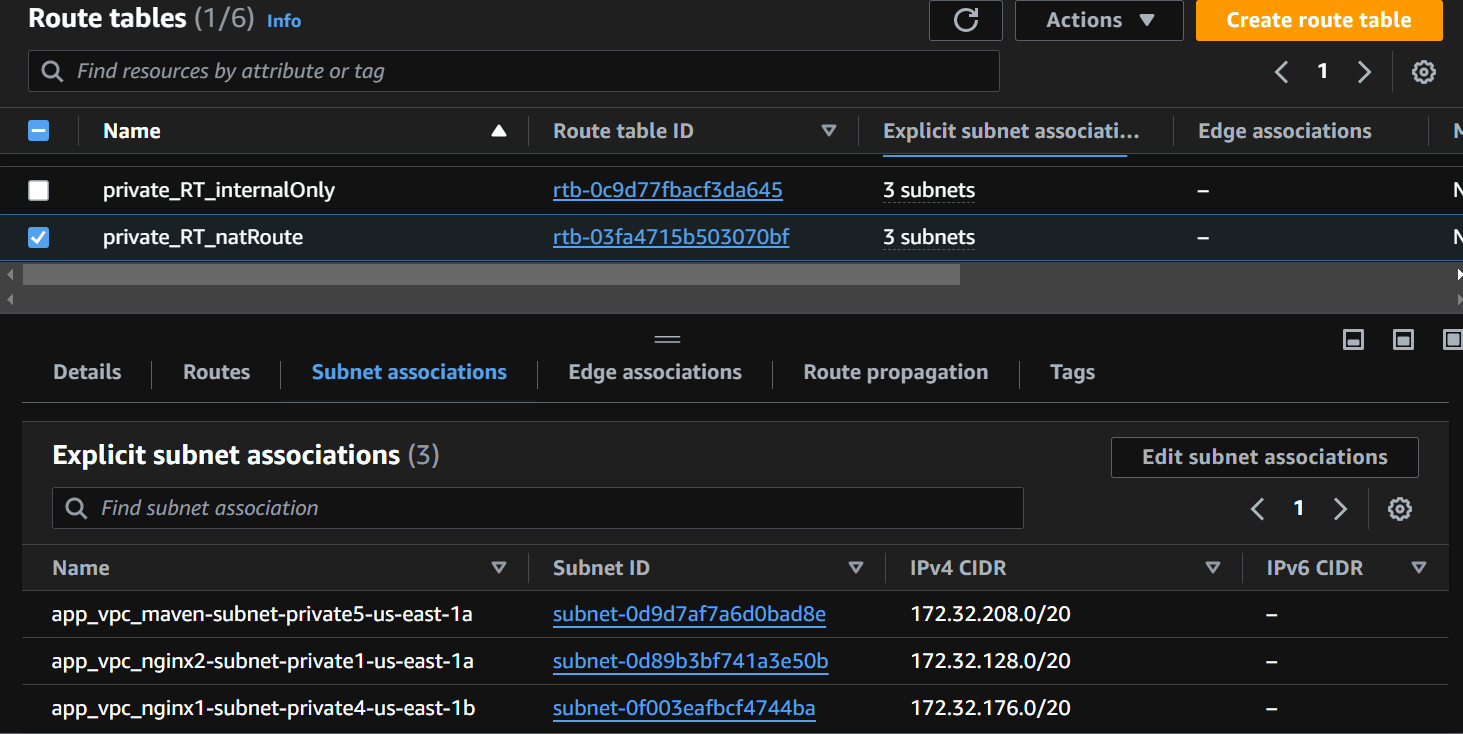 Route tables (1/6) Info
Actions
Create route table
Find resources by attribute or tag
1
Name Route table ID Explicit subnet associati... Edge associations M
private_RT_internalOnly rtb-0c9d77fbacf3da645 3 subnets – N
private_RT_natRoute rtb-03fa4715b503070bf 3 subnets – N
Details Routes Subnet associations Edge associations Route propagation Tags
Explicit subnet associations (3)
Edit subnet associations
Find subnet association
1
Name Subnet ID IPv4 CIDR IPv6 CIDR
app_vpc_maven-subnet-private5-us-east-1a subnet-0d9d7af7a6d0bad8e 172.32.208.0/20 –
app_vpc_nginx2-subnet-private1-us-east-1a subnet-0d89b3bf741a3e50b 172.32.128.0/20 –
app_vpc_nginx1-subnet-private4-us-east-1b subnet-0f003eafbcf4744ba 172.32.176.0/20 –